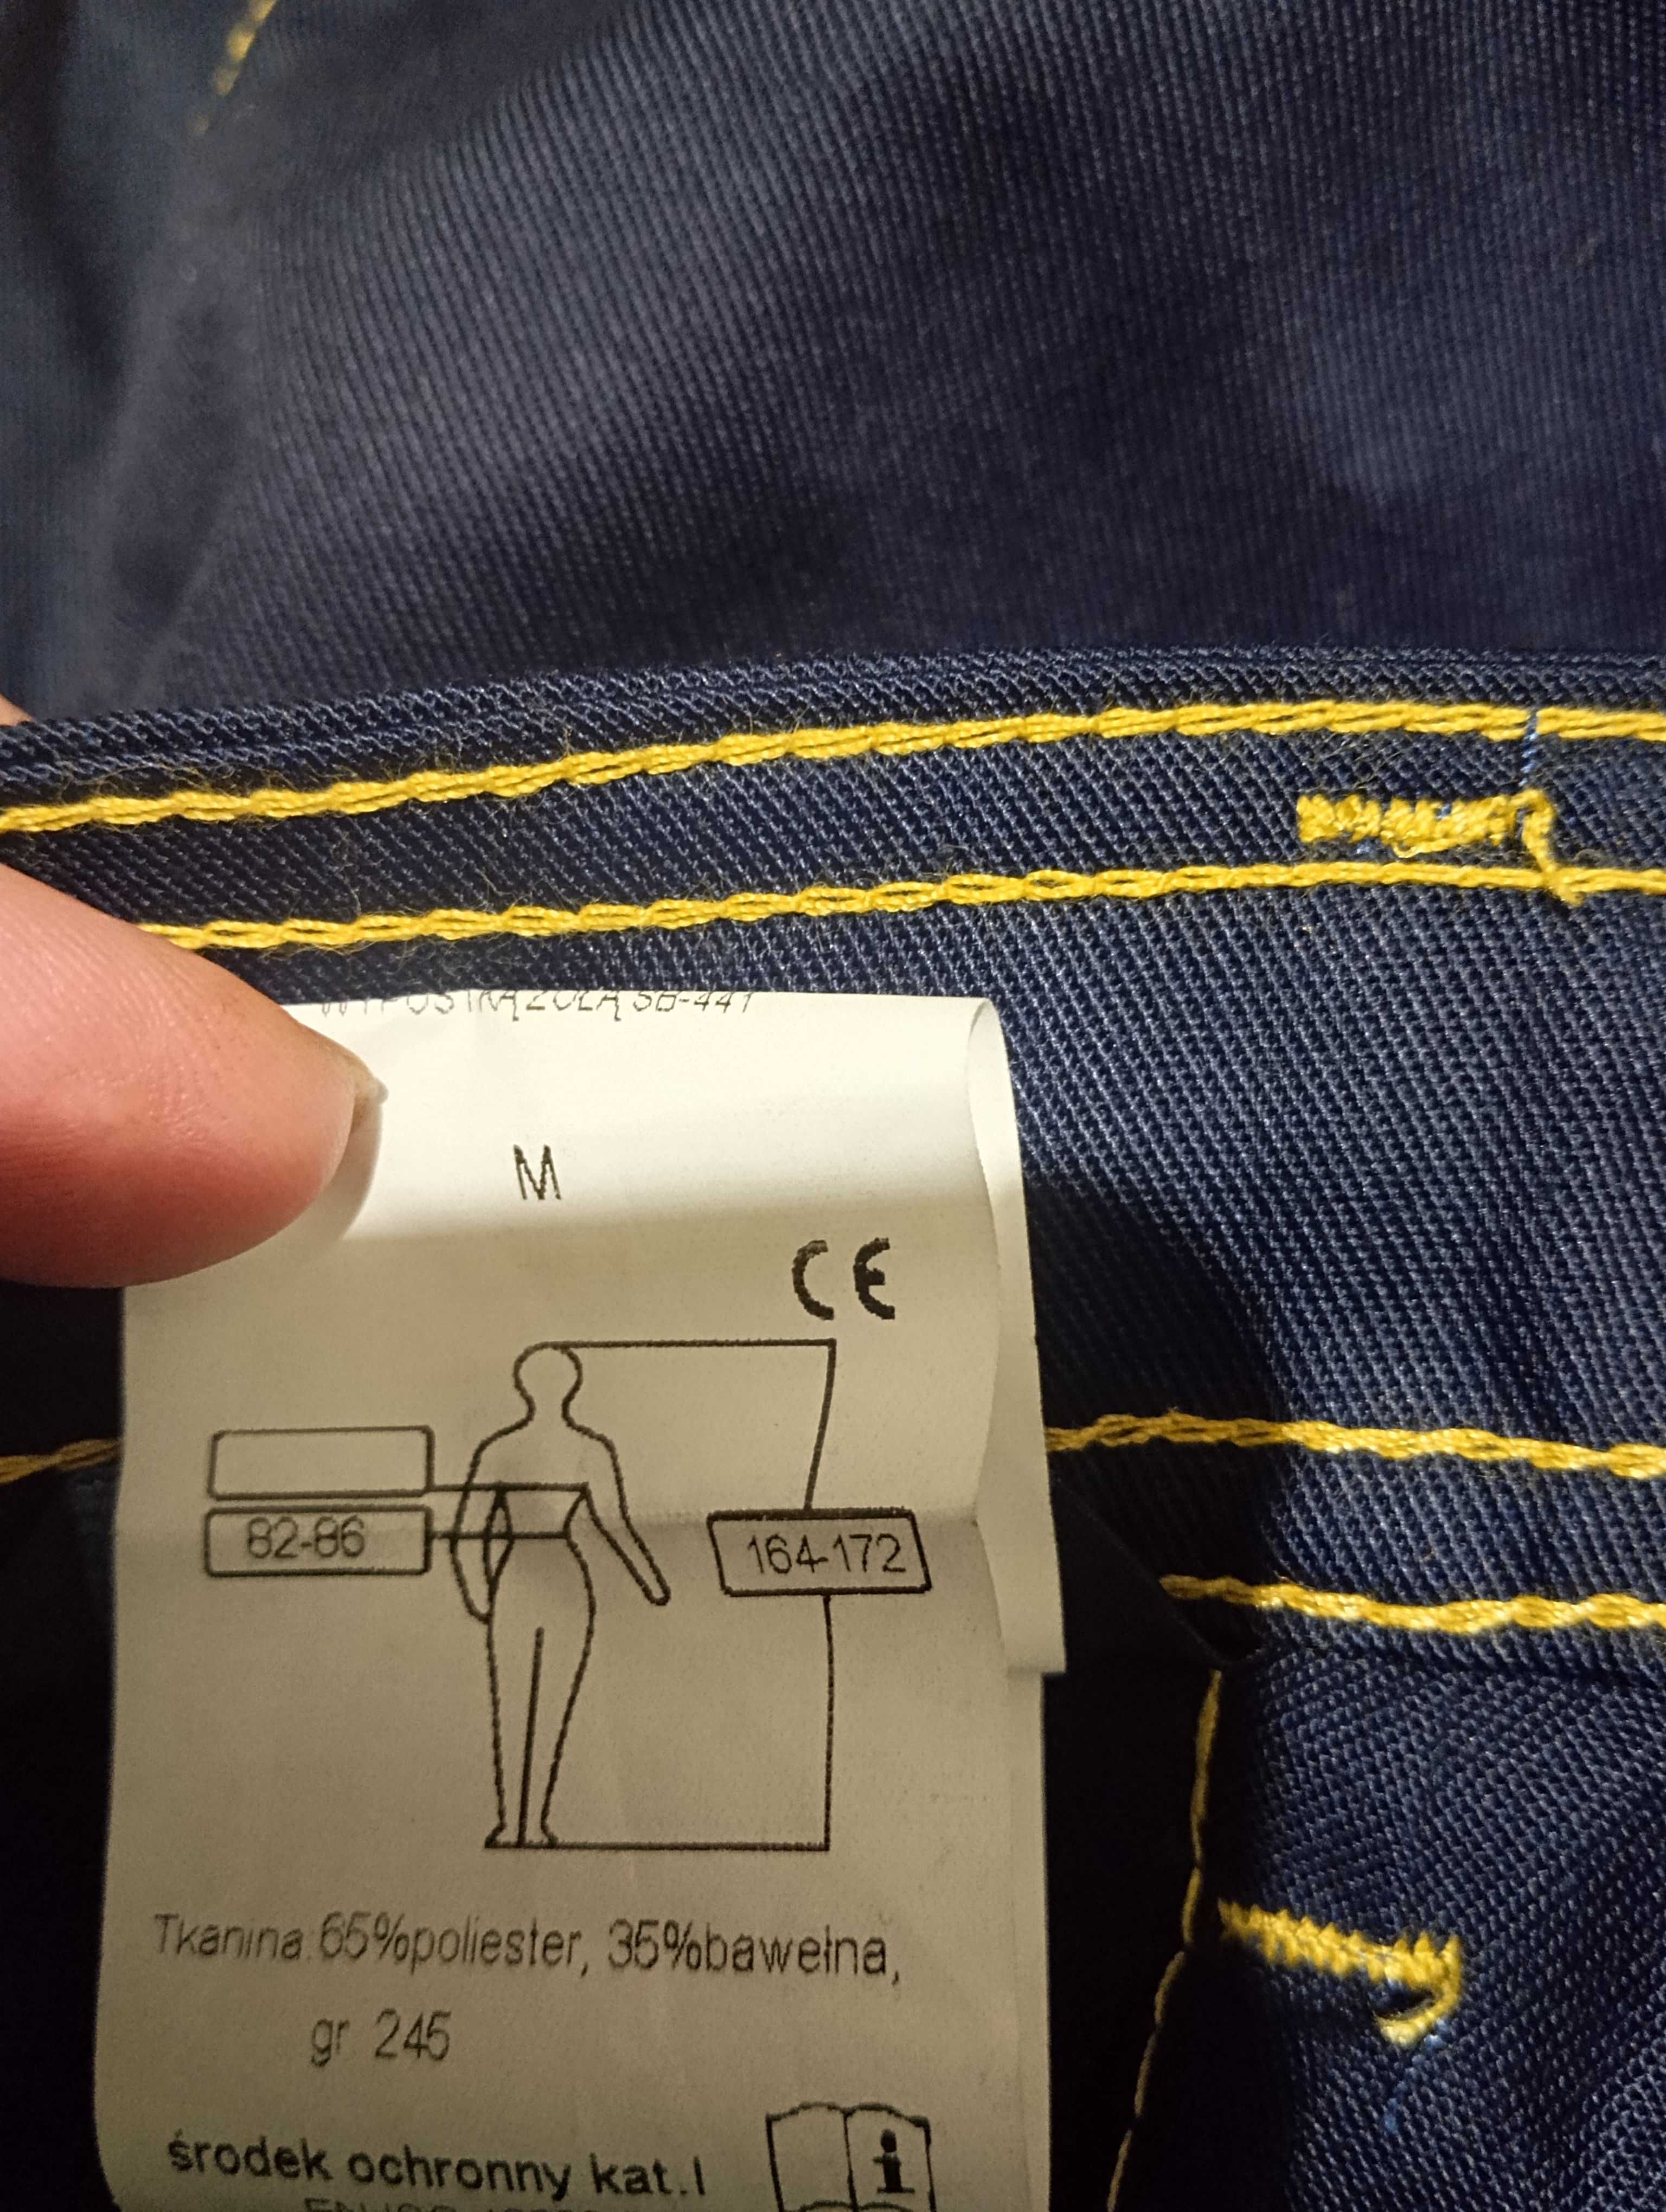 M
CE
82-86
164-172
Tkanina:65%poliester, 35%bawełna,
gr 245
środek ochronny kat.I
i